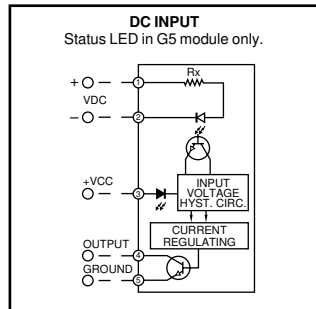 DC INPUT
Status LED in G5 module only.
Rx
+
1
VDC
–
2
+VCC
3
INPUT
VOLTAGE
HYST. CIRC.
CURRENT
REGULATING
OUTPUT
4
GROUND
5